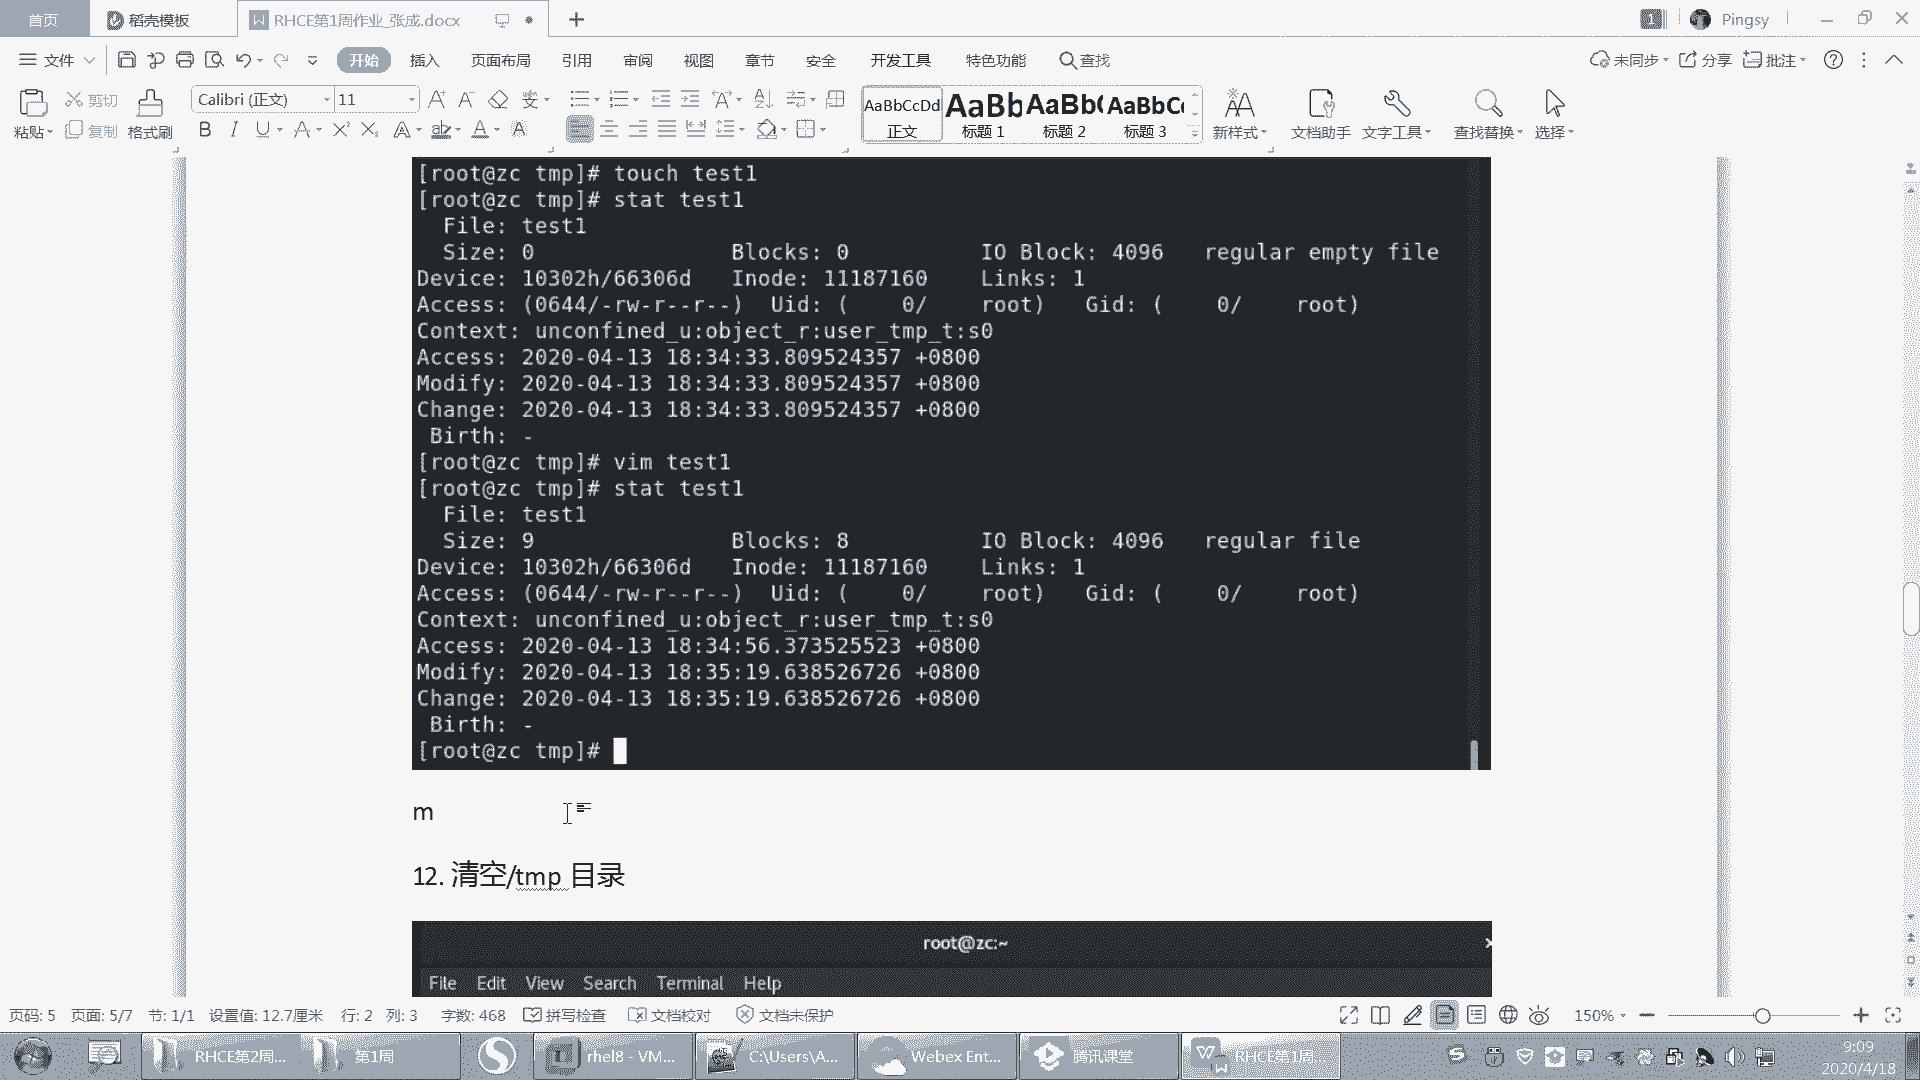 首页 稻壳模板 RHCE第1周作业_张成.docx + 1 Pingsy
文件 开始 插入 页面布局 引用 审阅 视图 章节 安全 开发工具 特色功能 查找 未同步 分享 批注
粘贴 剪切 复制 格式刷 Calibri (正文) 11 AaBbCcDd 正文 AaBb 标题 1 AaBb( 标题 2 AaBbC 标题 3 新样式 文档助手 文字工具 查找替换 选择
[root@zc tmp]# touch test1
[root@zc tmp]# stat test1
File: test1
Size: 0 Blocks: 0 IO Block: 4096 regular empty file
Device: 10302h/66306d Inode: 11187160 Links: 1
Access: (0644/-rw-r--r--) Uid: ( 0/ root) Gid: ( 0/ root)
Context: unconfined_u:object_r:user_tmp_t:s0
Access: 2020-04-13 18:34:33.809524357 +0800
Modify: 2020-04-13 18:34:33.809524357 +0800
Change: 2020-04-13 18:34:33.809524357 +0800
Birth: -
[root@zc tmp]# vim test1
[root@zc tmp]# stat test1
File: test1
Size: 9 Blocks: 8 IO Block: 4096 regular file
Device: 10302h/66306d Inode: 11187160 Links: 1
Access: (0644/-rw-r--r--) Uid: ( 0/ root) Gid: ( 0/ root)
Context: unconfined_u:object_r:user_tmp_t:s0
Access: 2020-04-13 18:34:56.373525523 +0800
Modify: 2020-04-13 18:35:19.638526726 +0800
Change: 2020-04-13 18:35:19.638526726 +0800
Birth: -
[root@zc tmp]#
m
12. 清空/tmp 目录
root@zc:~
File Edit View Search Terminal Help
页码: 5 页面: 5/7 节: 1/1 设置值: 12.7厘米 行: 2 列: 3 字数: 468 拼写检查 文档校对 文档未保护 150%
RHCE第2周... 第1周 rhel8 - VM... C:\Users\A... Webex Ent... 腾讯课堂 RHCE第1周... 9:09
2020/4/18